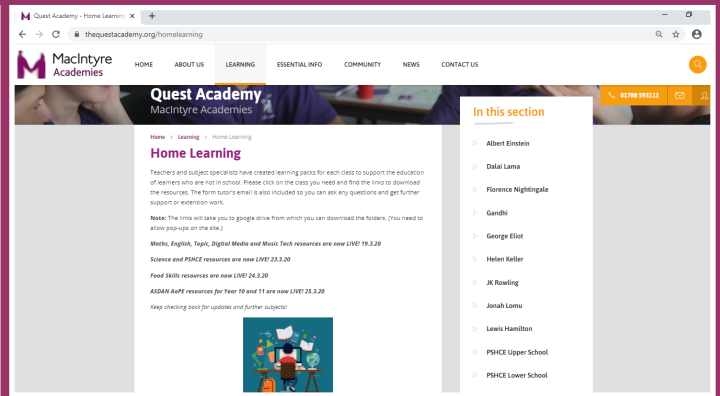 Quest Academy - Home Learning
thequestacademy.org/homelearning
MacIntyre
Academies
HOME ABOUT US LEARNING ESSENTIAL INFO COMMUNITY NEWS CONTACT US
01788 593112
Quest Academy
MacIntyre Academies
Home > Learning > Home Learning
Home Learning
Teachers and subject specialists have created learning packs for each class to support the education
of learners who are not in school. Please click on the class you need and find the links to download
the resources. The form tutor's email is also included so you can ask any questions and get further
support or extension work.
Note: The links will take you to google drive from which you can download the folders. (You need to
allow pop-ups on the site.)
Maths, English, Topic, Digital Media and Music Tech resources are now LIVE! 19.3.20
Science and PSHCE resources are now LIVE! 23.3.20
Food Skills resources are now LIVE! 24.3.20
ASDAN AoPE resources for Year 10 and 11 are now LIVE! 25.3.20
Keep checking back for updates and further subjects!
In this section
Albert Einstein
Dalai Lama
Florence Nightingale
Gandhi
George Eliot
Helen Keller
JK Rowling
Jonah Lomu
Lewis Hamilton
PSHCE Upper School
PSHCE Lower School